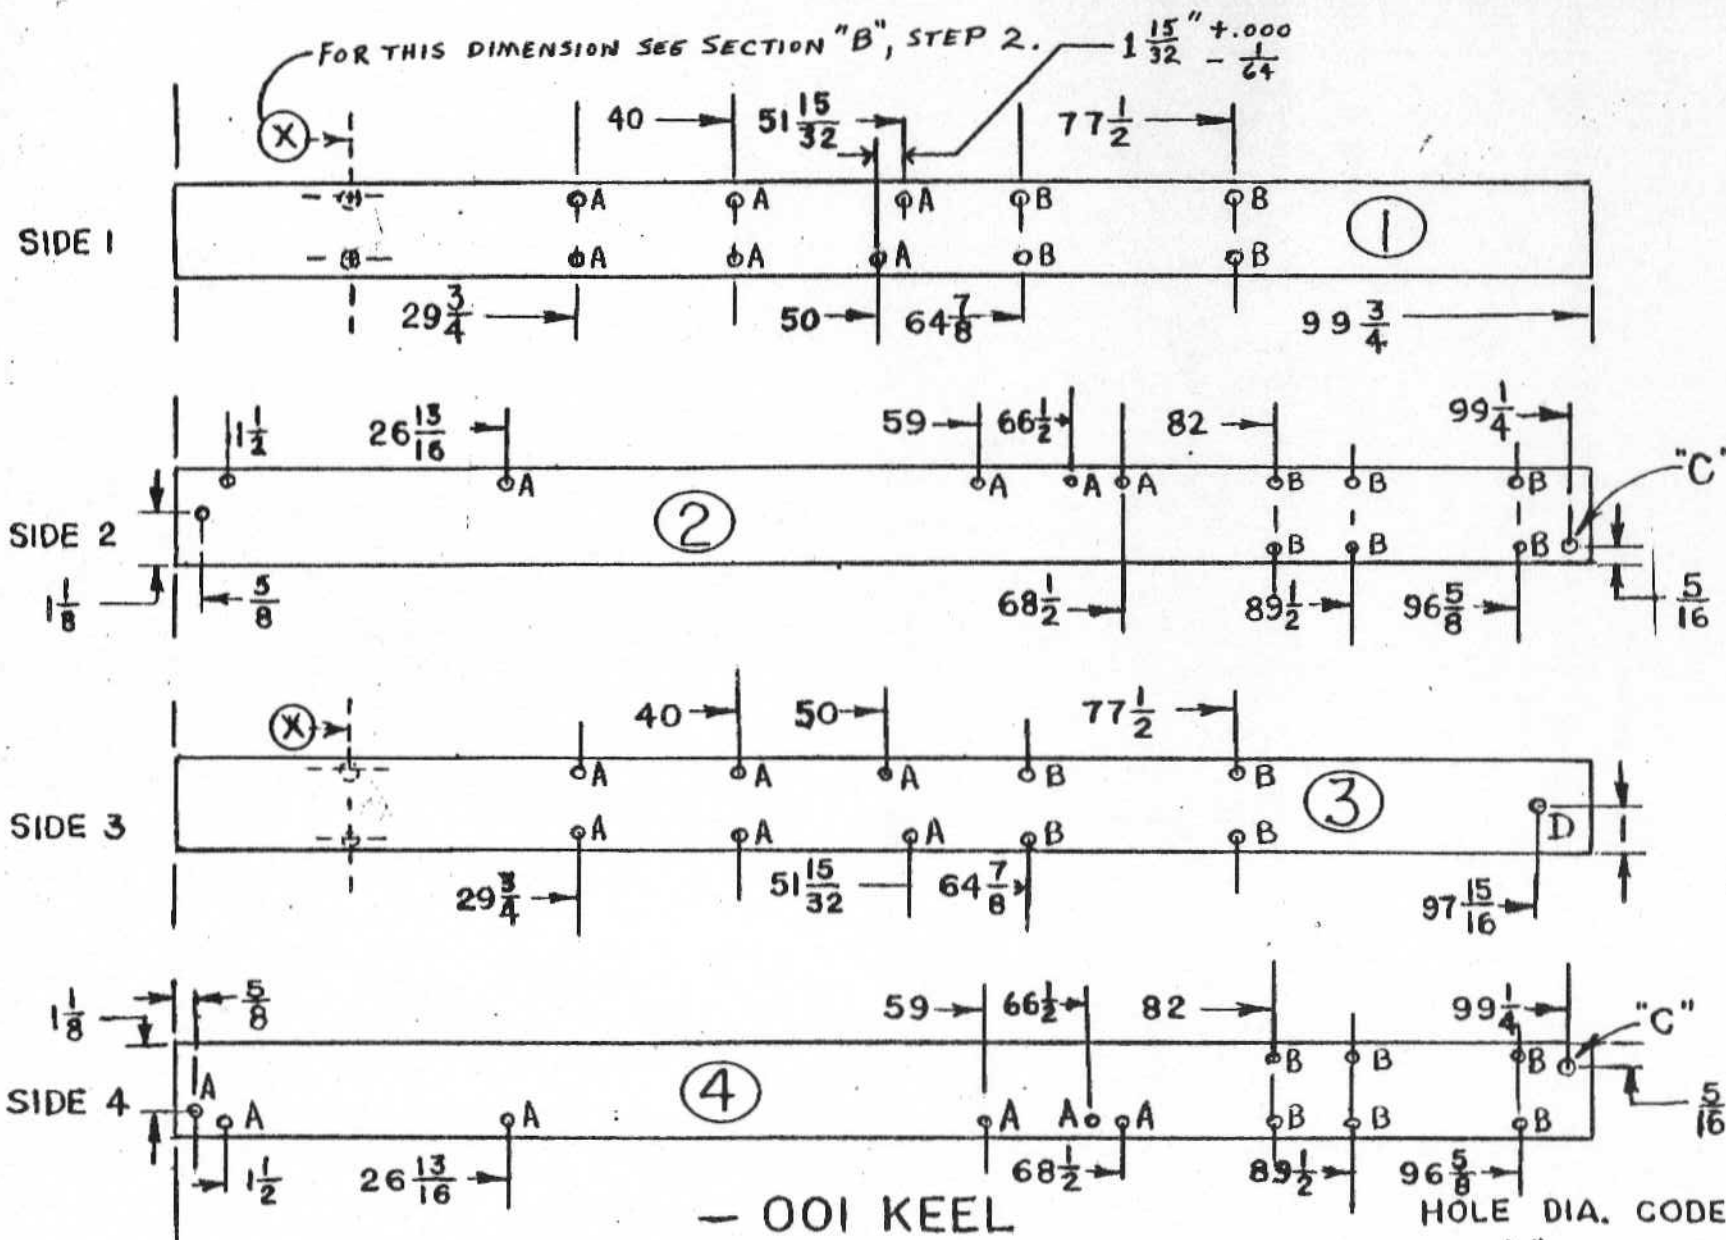 FOR THIS DIMENSION SEE SECTION "B", STEP 2.
1 15/32" +.000 - 1/64
X
40
51 15/32
77 1/2
A A A B B
SIDE 1
1
A A A B B
29 3/4
50
64 7/8
99 3/4
1 1/2
26 13/16
59
66 1/2
82
99 1/4
"C"
A A A A B B B
SIDE 2
2
B B B
1 1/8
5/8
68 1/2
89 1/2
96 5/8
5/16
X
40
50
77 1/2
A A A B B
SIDE 3
3
D
1
A A A B B
29 3/4
51 15/32
64 7/8
97 15/16
1 1/8
5/8
59
66 1/2
82
99 1/4
"C"
B B B
A
SIDE 4
4
A A A A A B B B
5/16
1 1/2
26 13/16
68 1/2
89 1/2
96 5/8
- 001 KEEL
HOLE DIA. CODE